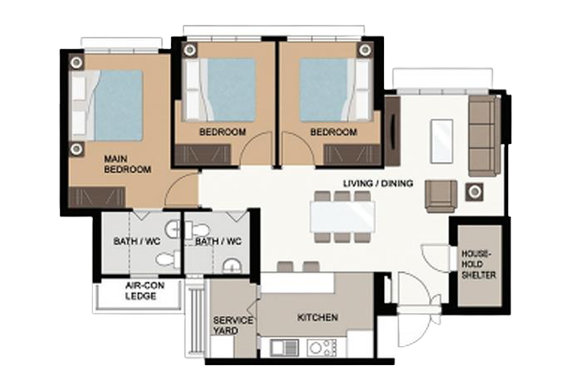 BEDROOM
BEDROOM
MAIN
BEDROOM
LIVING / DINING
BATH / WC
BATH / WC
HOUSE-
HOLD
SHELTER
AIR-CON
LEDGE
SERVICE
YARD
KITCHEN